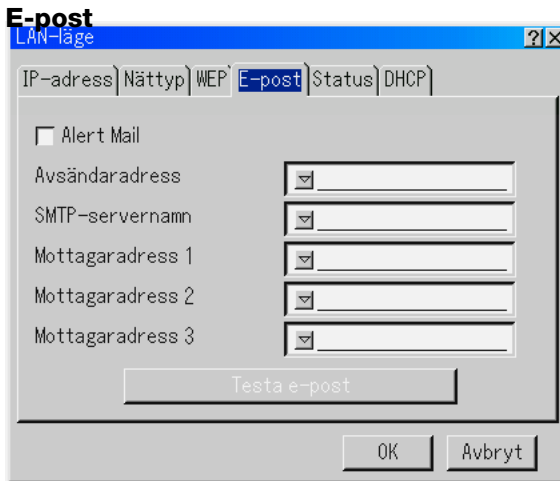 E-post
LAN-läge
IP-adress Nättyp WEP E-post Status DHCP
Alert Mail
Avsändaradress
SMTP-servernamn
Mottagaradress 1
Mottagaradress 2
Mottagaradress 3
Testa e-post
OK Avbryt